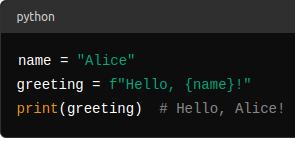 python
name = "Alice"
greeting = f"Hello, {name}!"
print(greeting)  # Hello, Alice!